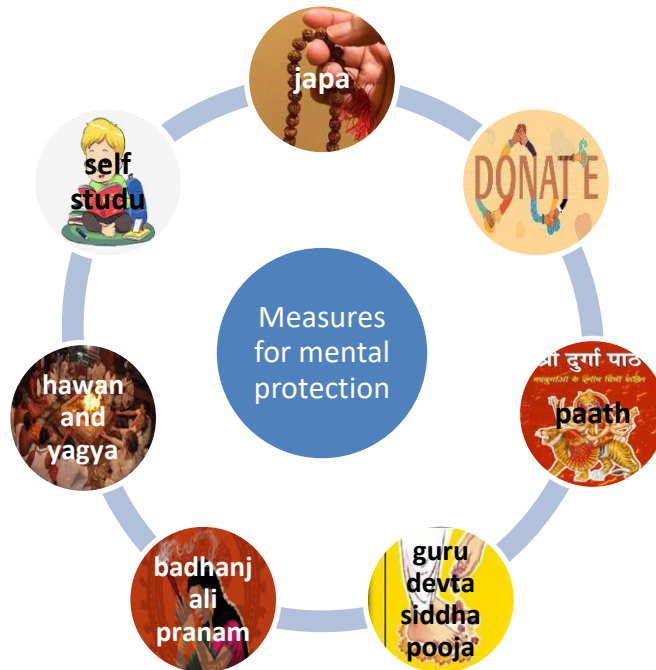 japa
DONATE
श्री दुर्गा पाठ
paath
guru
devta
siddha
pooja
badhanj
ali
pranam
hawan
and
yagya
self
studu
Measures
for mental
protection